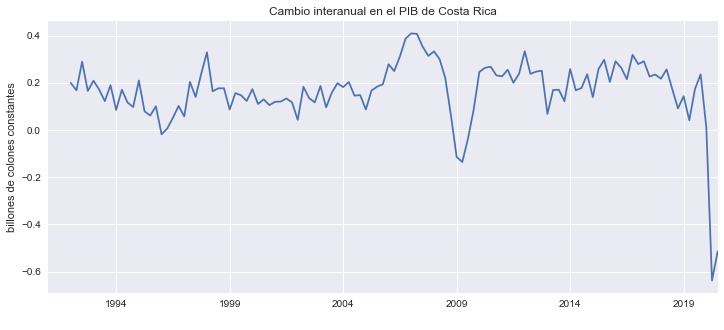 Cambio interanual en el PIB de Costa Rica
billones de colones constantes
0.4
0.2
0.0
−0.2
−0.4
−0.6
1994 1999 2004 2009 2014 2019